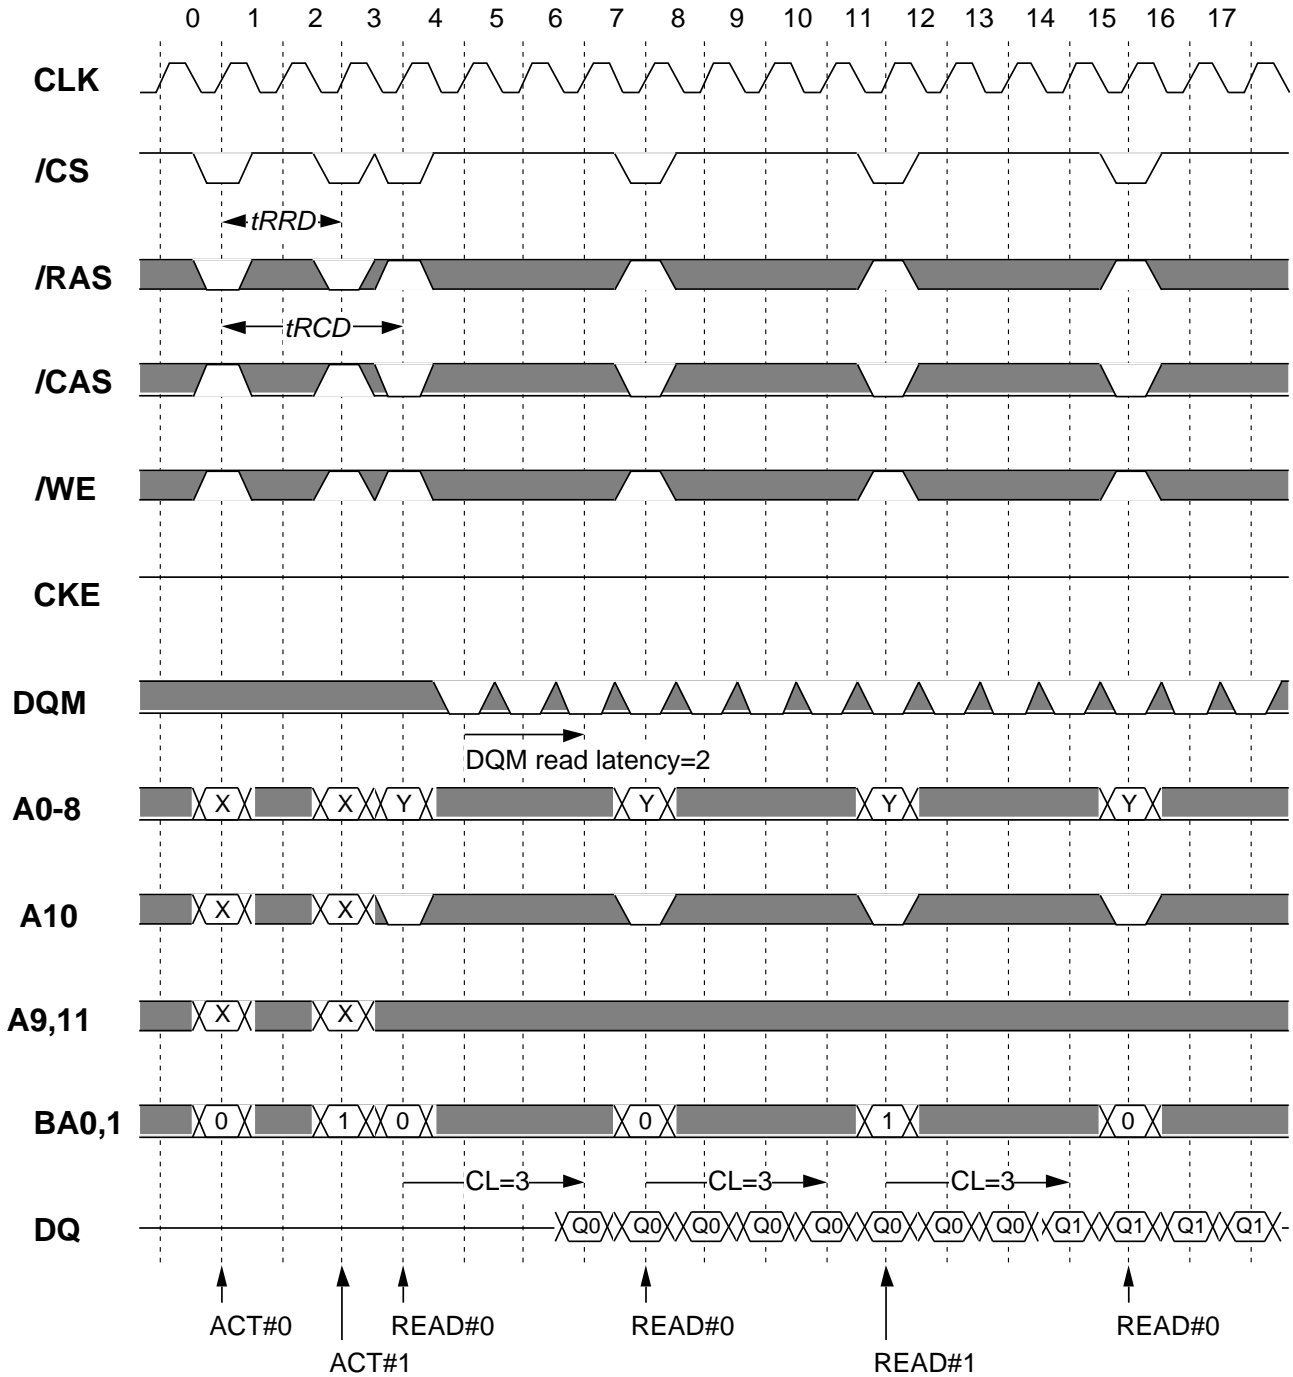 0 1 2 3 4 5 6 7 8 9 10 11 12 13 14 15 16 17
CLK
/CS
tRRD
/RAS
tRCD
/CAS
/WE
CKE
DQM
DQM read latency=2
A0-8 X X Y Y Y Y
A10 X X
A9,11 X X
BA0,1 0 1 0 0 1 0
CL=3 CL=3 CL=3
DQ Q0 Q0 Q0 Q0 Q0 Q0 Q0 Q0 Q1 Q1 Q1 Q1
ACT#0 READ#0 READ#0 READ#0
ACT#1 READ#1